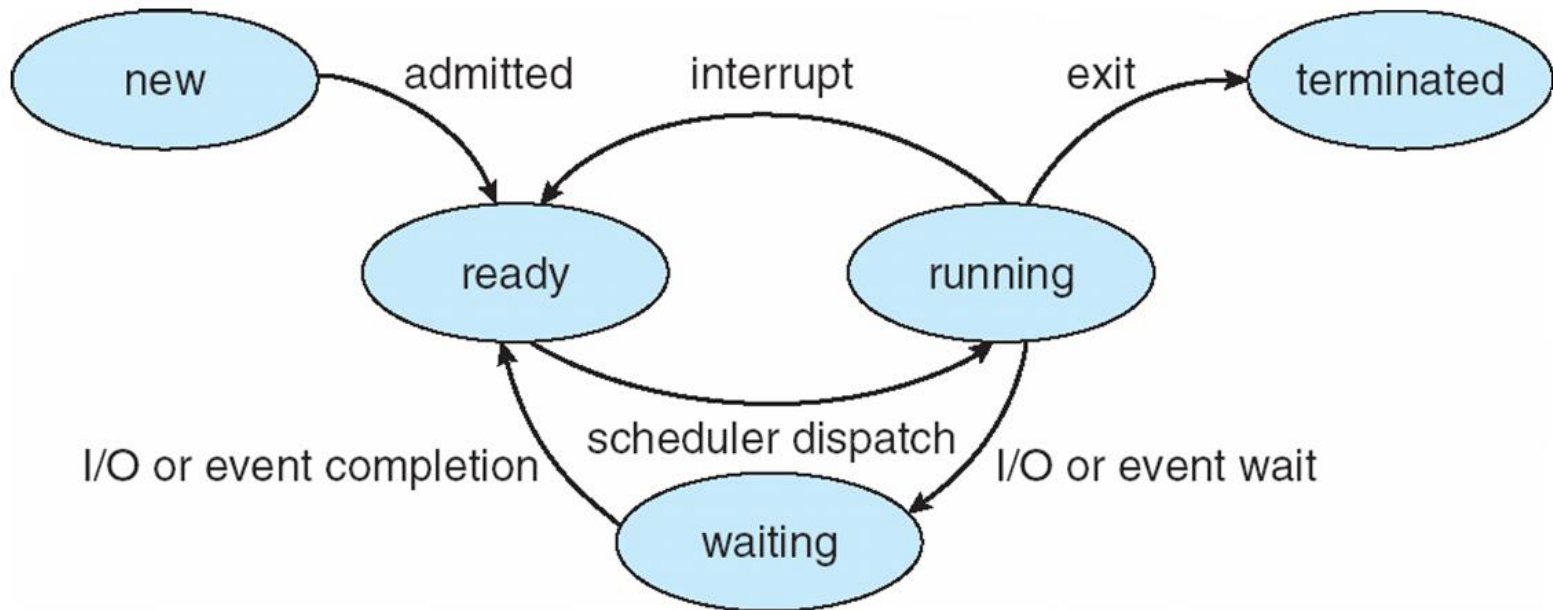 new
admitted
interrupt
exit
terminated
ready
running
scheduler dispatch
I/O or event completion
I/O or event wait
waiting